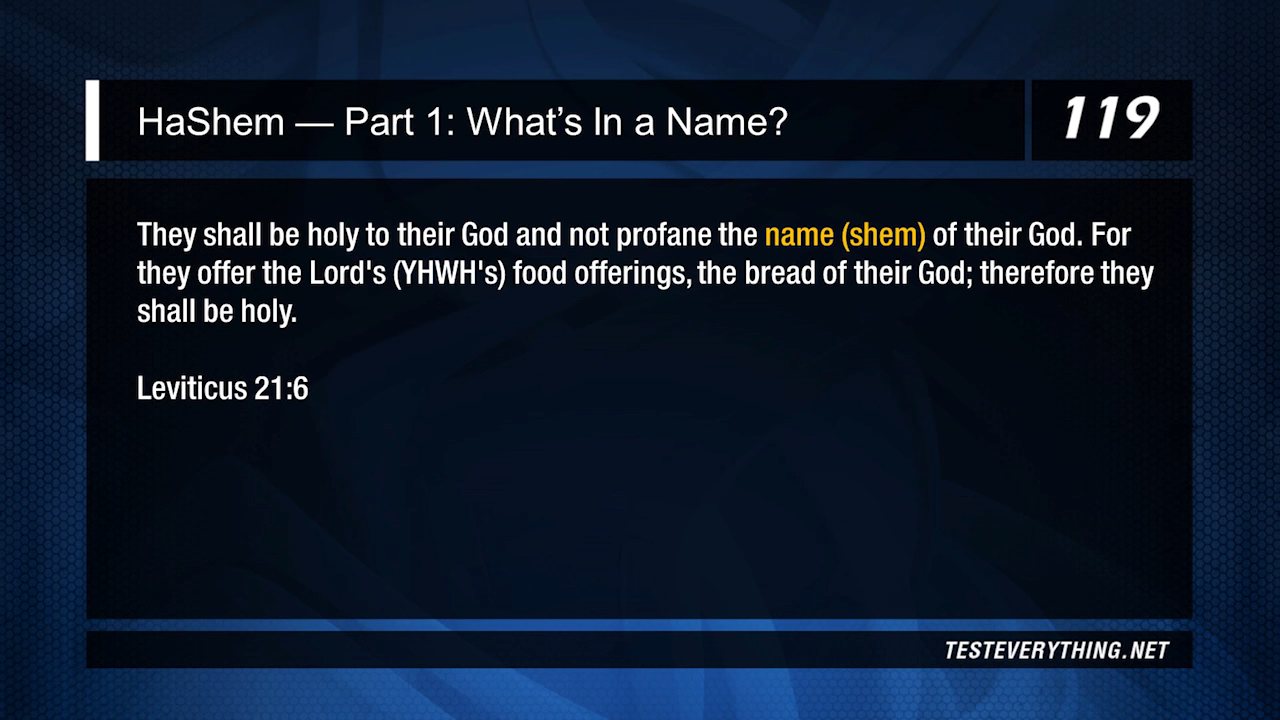 HaShem — Part 1: What’s In a Name?
119
They shall be holy to their God and not profane the name (shem) of their God. For
they offer the Lord's (YHWH's) food offerings, the bread of their God; therefore they
shall be holy.
Leviticus 21:6
TESTEVERYTHING.NET